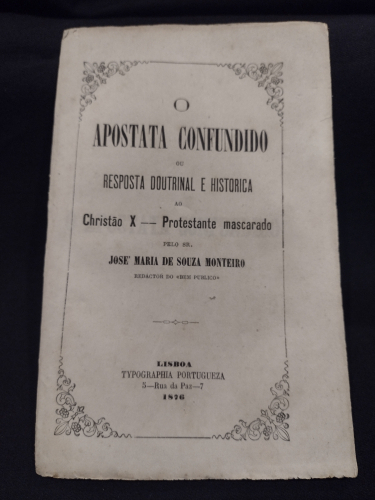 O
APOSTATA CONFUNDIDO
OU
RESPOSTA DOUTRINAL E HISTORICA
AO
Christão X — Protestante mascarado
PELO SR.
JOSE' MARIA DE SOUZA MONTEIRO
REDACTOR DO «BEM PUBLICO»
LISBOA
TYPOGRAPHIA PORTUGUEZA
5—Rua da Paz—7
1876